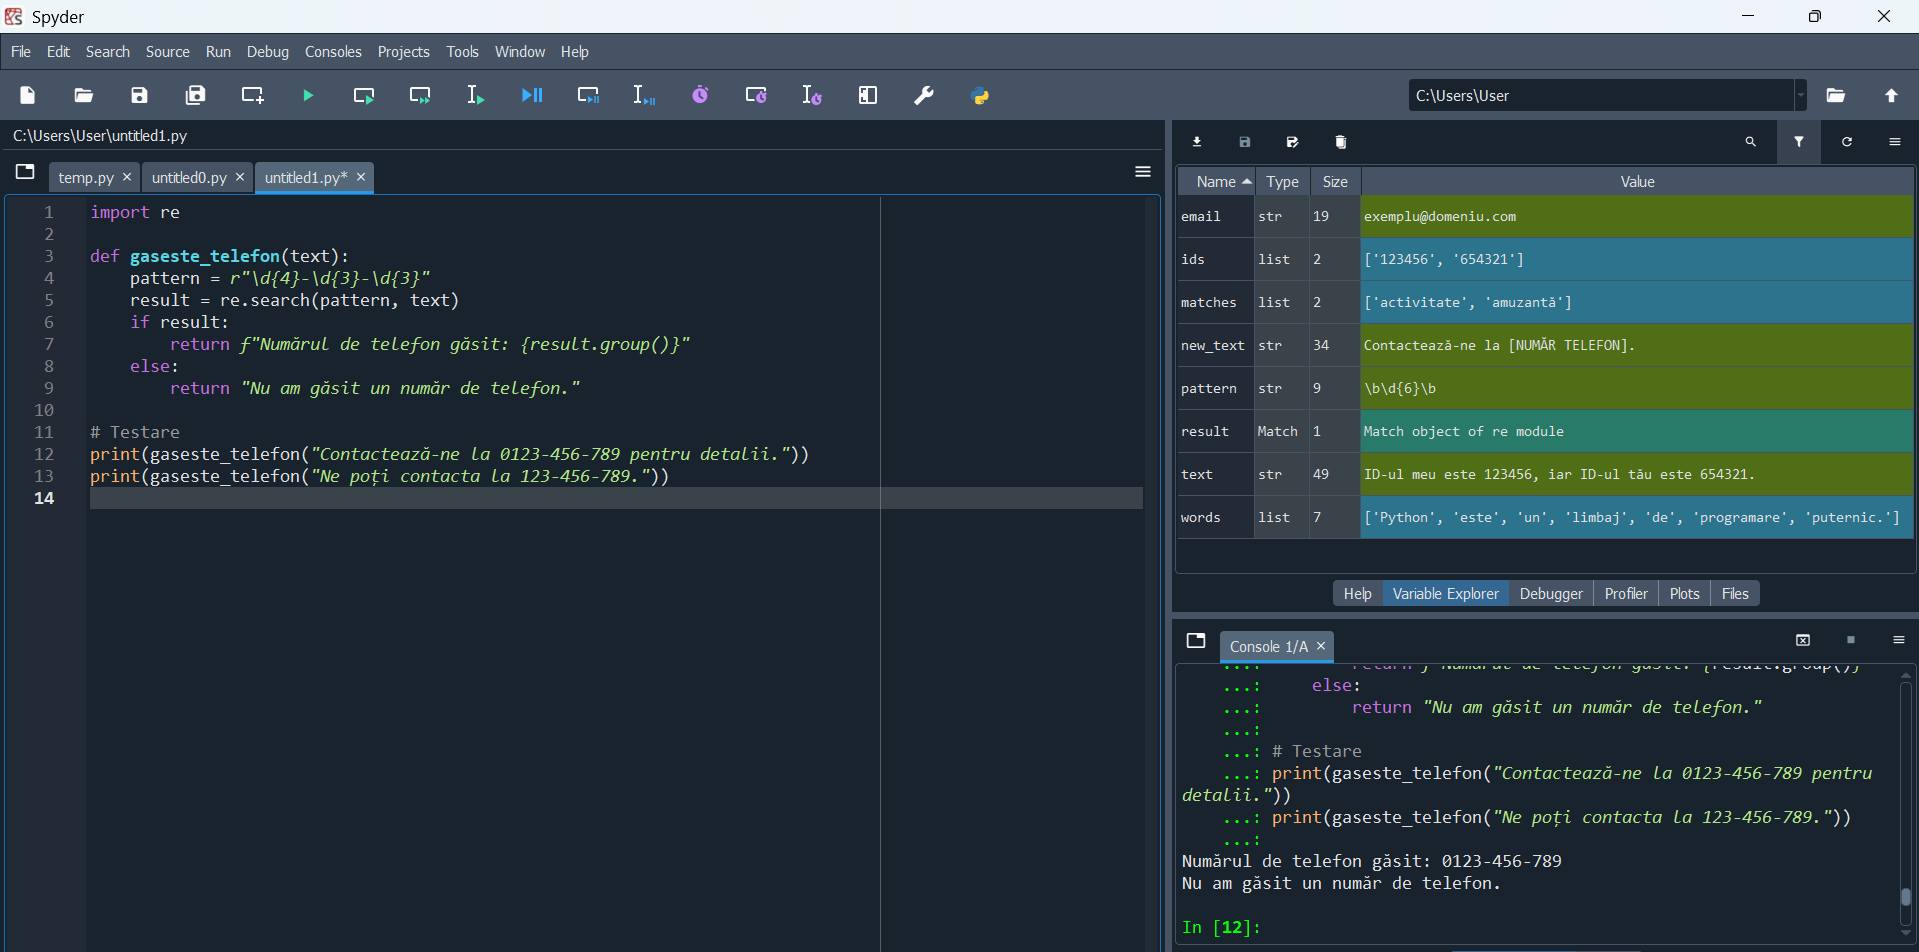 Spyder
File Edit Search Source Run Debug Consoles Projects Tools Window Help
C:\Users\User
C:\Users\User\untitled1.py
temp.py untitled0.py untitled1.py*
1 import re
2
3 def gaseste_telefon(text):
4     pattern = r"\d{4}-\d{3}-\d{3}"
5     result = re.search(pattern, text)
6     if result:
7         return f"Numărul de telefon găsit: {result.group()}"
8     else:
9         return "Nu am găsit un număr de telefon."
10
11 # Testare
12 print(gaseste_telefon("Contactează-ne la 0123-456-789 pentru detalii."))
13 print(gaseste_telefon("Ne poți contacta la 123-456-789."))
14
Name Type Size Value
email str 19 exemplu@domeniu.com
ids list 2 ['123456', '654321']
matches list 2 ['activitate', 'amuzantă']
new_text str 34 Contactează-ne la [NUMĂR TELEFON].
pattern str 9 \b\d{6}\b
result Match 1 Match object of re module
text str 49 ID-ul meu este 123456, iar ID-ul tău este 654321.
words list 7 ['Python', 'este', 'un', 'limbaj', 'de', 'programare', 'puternic.']
Help Variable Explorer Debugger Profiler Plots Files
Console 1/A
...: return f"Numărul de telefon găsit: {result.group()}"
...:     else:
...:         return "Nu am găsit un număr de telefon."
...:
...: # Testare
...: print(gaseste_telefon("Contactează-ne la 0123-456-789 pentru
detalii."))
...: print(gaseste_telefon("Ne poți contacta la 123-456-789."))
...:
Numărul de telefon găsit: 0123-456-789
Nu am găsit un număr de telefon.
In [12]: